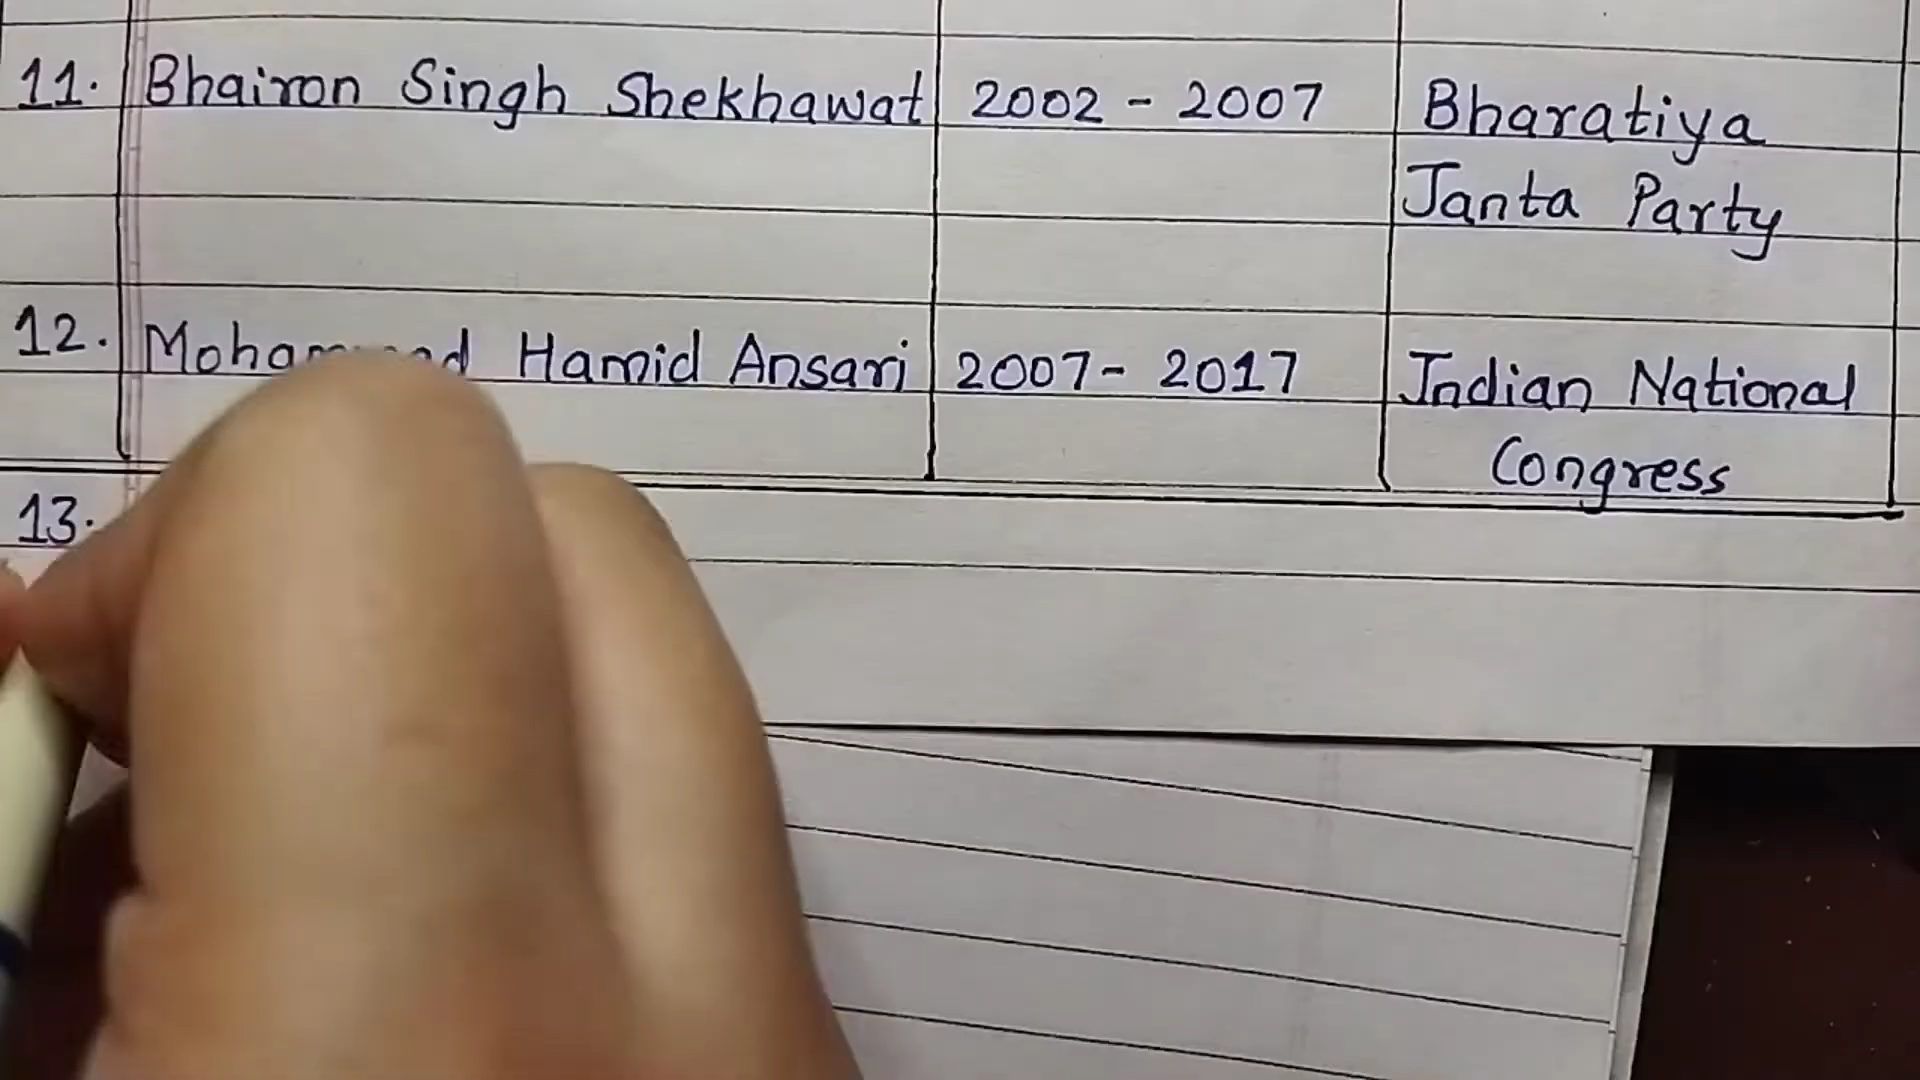 11. Bhairon Singh Shekhawat 2002 - 2007 Bharatiya
Janta Party
12. Hamid Ansari 2007 - 2017 Indian National
Congress
13.